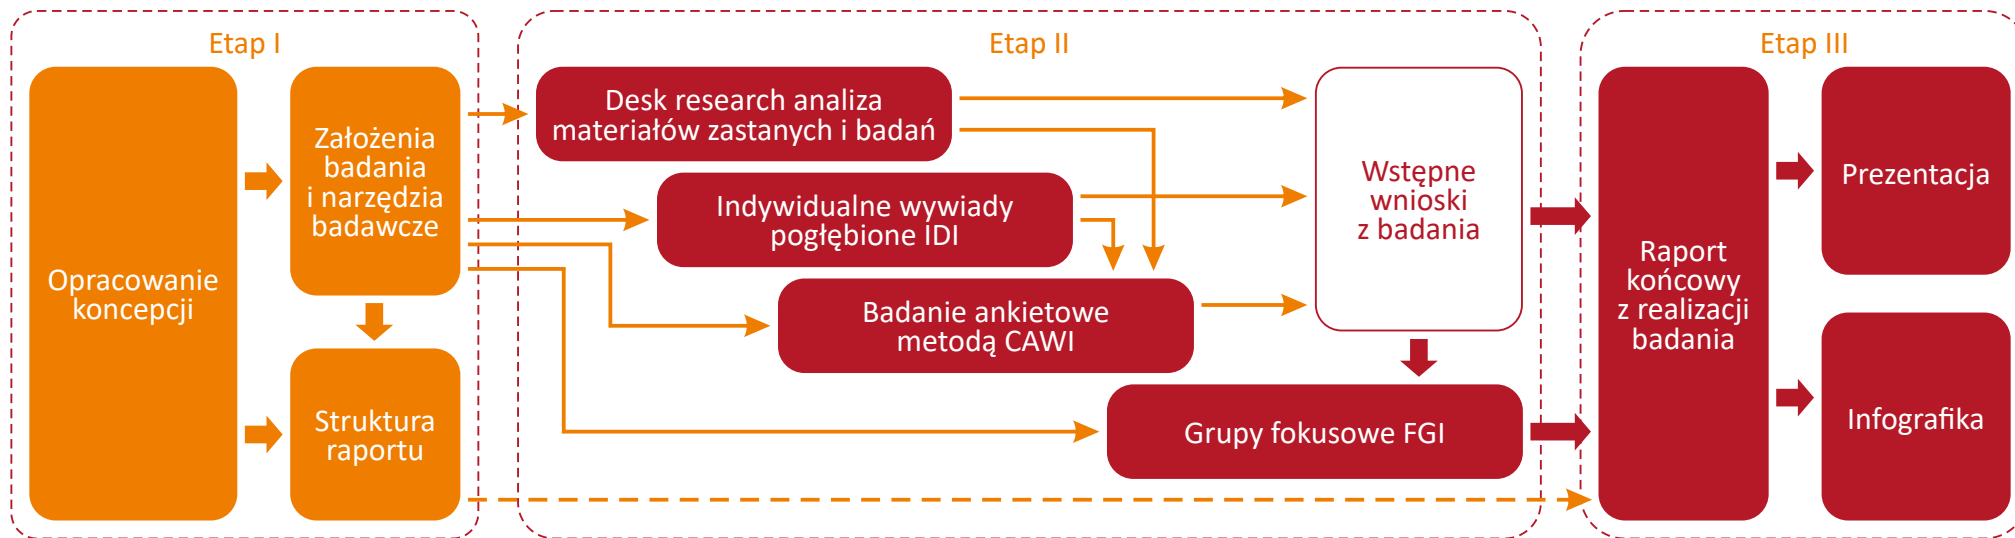 Etap I
Opracowanie
koncepcji
Założenia
badania
i narzędzia
badawcze
Struktura
raportu
Etap II
Desk research analiza
materiałów zastanych i badań
Indywidualne wywiady
pogłębione IDI
Badanie ankietowe
metodą CAWI
Grupy fokusowe FGI
Wstępne
wnioski
z badania
Etap III
Raport
końcowy
z realizacji
badania
Prezentacja
Infografika